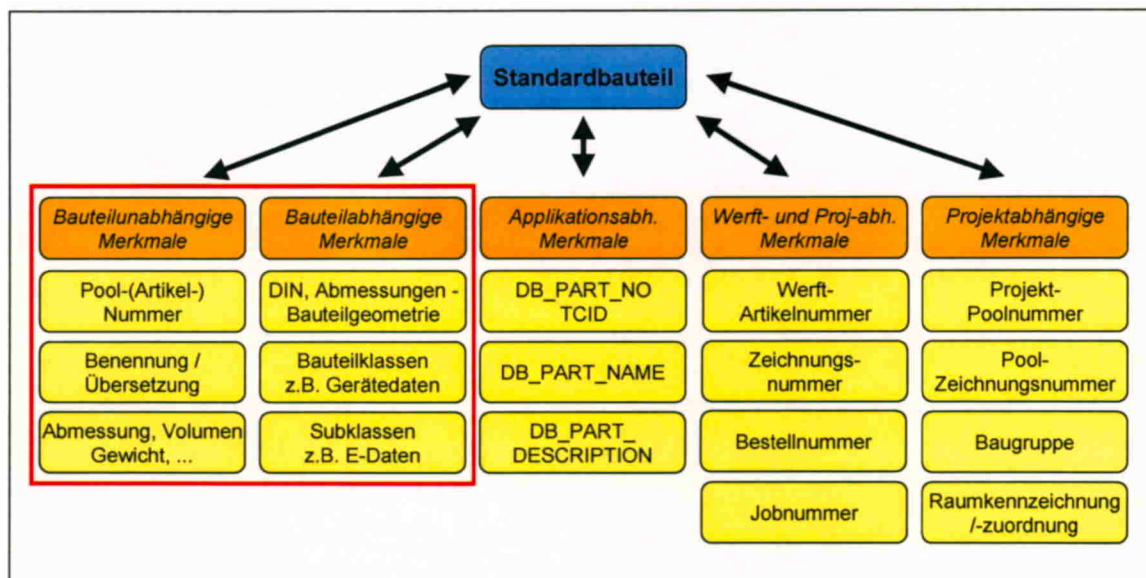 Standardbauteil
Bauteilunabhängige
Merkmale
Pool-(Artikel-)
Nummer
Benennung /
Übersetzung
Abmessung, Volumen
Gewicht, ...
Bauteilabhängige
Merkmale
DIN, Abmessungen -
Bauteilgeometrie
Bauteilklassen
z.B. Gerätedaten
Subklassen
z.B. E-Daten
Applikationsabh.
Merkmale
DB_PART_NO
TCID
DB_PART_NAME
DB_PART_
DESCRIPTION
Werft- und Proj-abh.
Merkmale
Werft-
Artikelnummer
Zeichnungs-
nummer
Bestellnummer
Jobnummer
Projektabhängige
Merkmale
Projekt-
Poolnummer
Pool-
Zeichnungsnummer
Baugruppe
Raumkennzeichnung
/-zuordnung